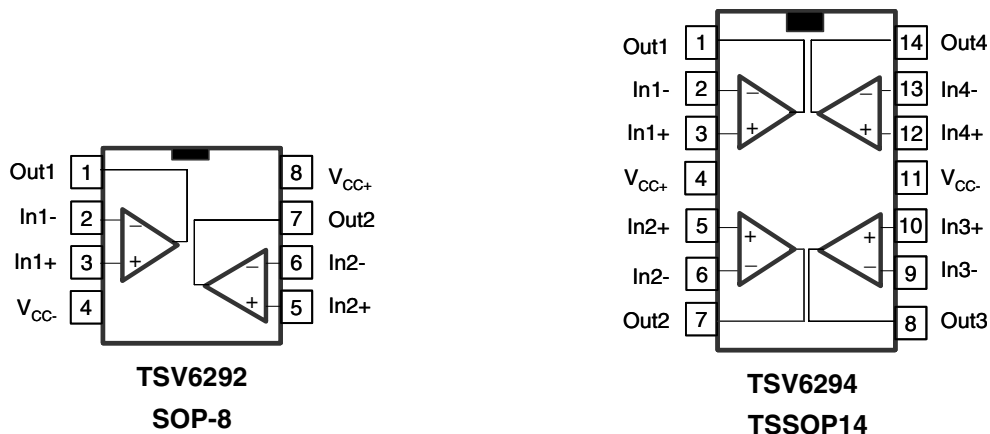 Out1 1 8 VCC+
In1- 2 − 7 Out2
In1+ 3 + − 6 In2-
VCC- 4 + 5 In2+
TSV6292
SOP-8
Out1 1 14 Out4
In1- 2 − − 13 In4-
In1+ 3 + + 12 In4+
VCC+ 4 11 VCC-
In2+ 5 + + 10 In3+
In2- 6 − − 9 In3-
Out2 7 8 Out3
TSV6294
TSSOP14